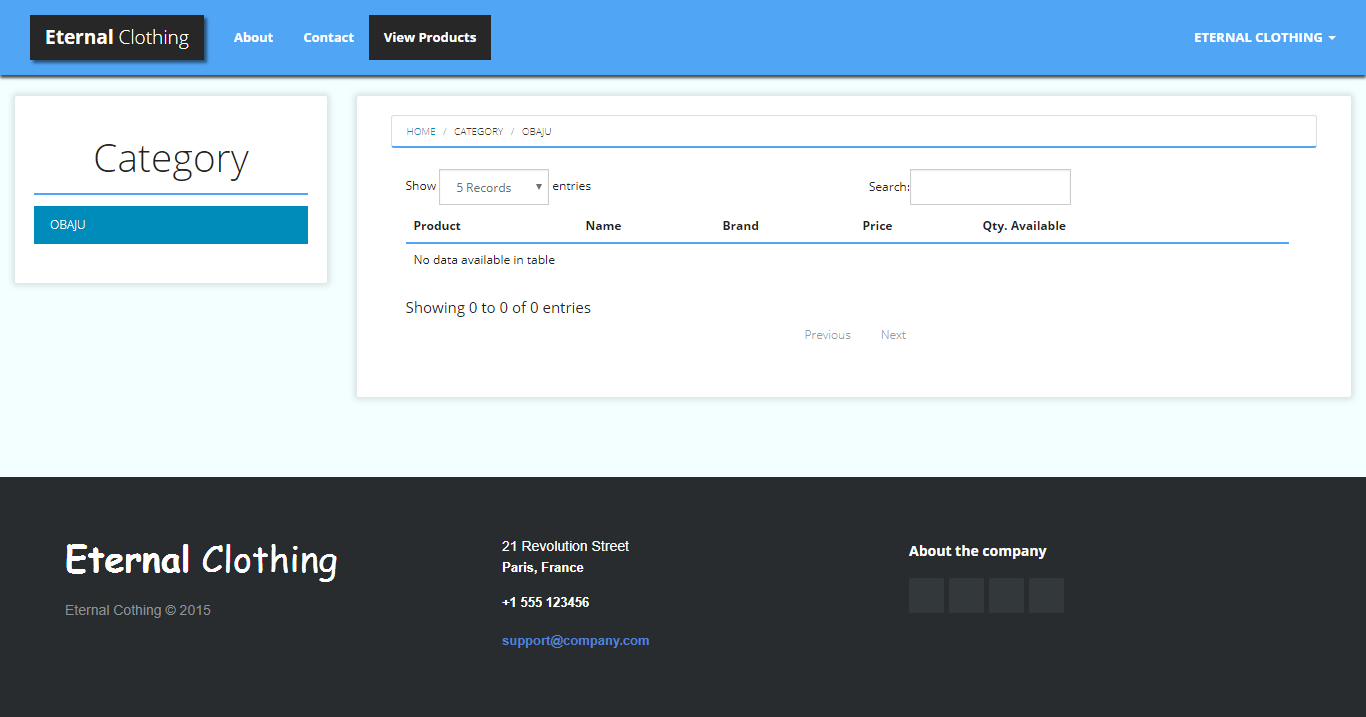 Eternal Clothing About Contact View Products ETERNAL CLOTHING
Category
OBAJU
HOME / CATEGORY / OBAJU
Show 5 Records entries Search:
Product Name Brand Price Qty. Available
No data available in table
Showing 0 to 0 of 0 entries
Previous Next
Eternal Clothing
Eternal Cothing © 2015
21 Revolution Street
Paris, France
+1 555 123456
support@company.com
About the company